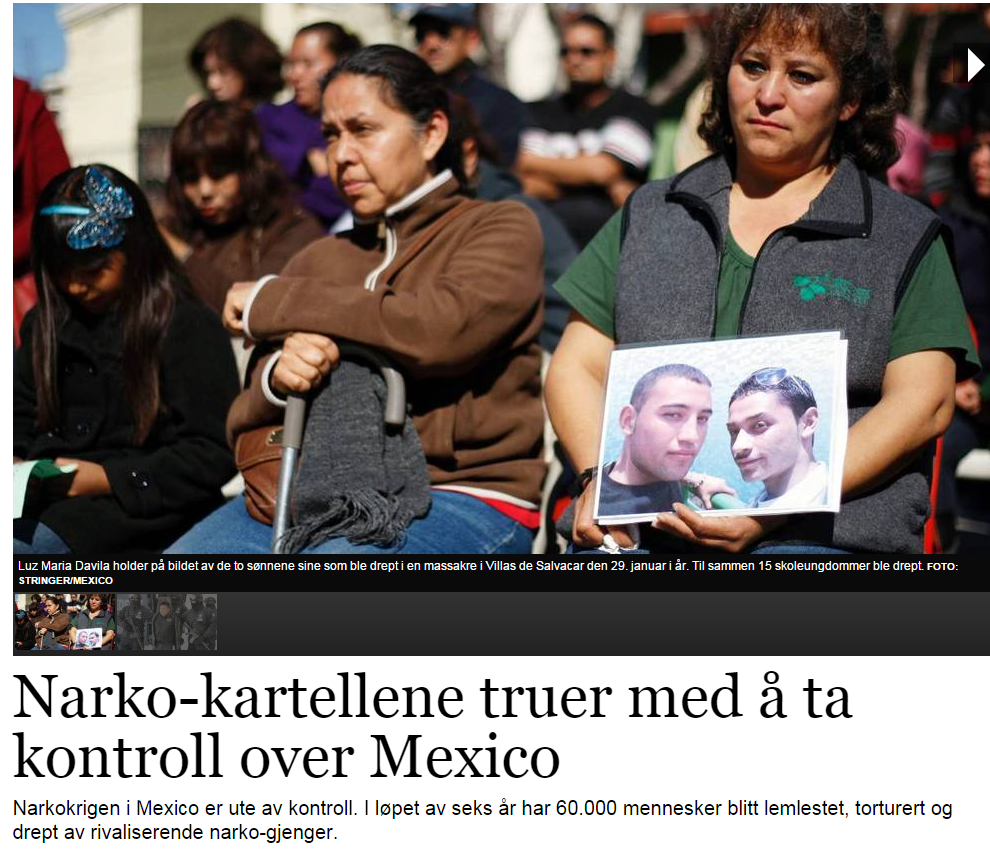 Luz Maria Davila holder på bildet av de to sønnene sine som ble drept i en massakre i Villas de Salvacar den 29. januar i år. Til sammen 15 skoleungdommer ble drept. FOTO:
STRINGER/MEXICO
Narko-kartellene truer med å ta
kontroll over Mexico
Narkokrigen i Mexico er ute av kontroll. I løpet av seks år har 60.000 mennesker blitt lemlestet, torturert og
drept av rivaliserende narko-gjenger.